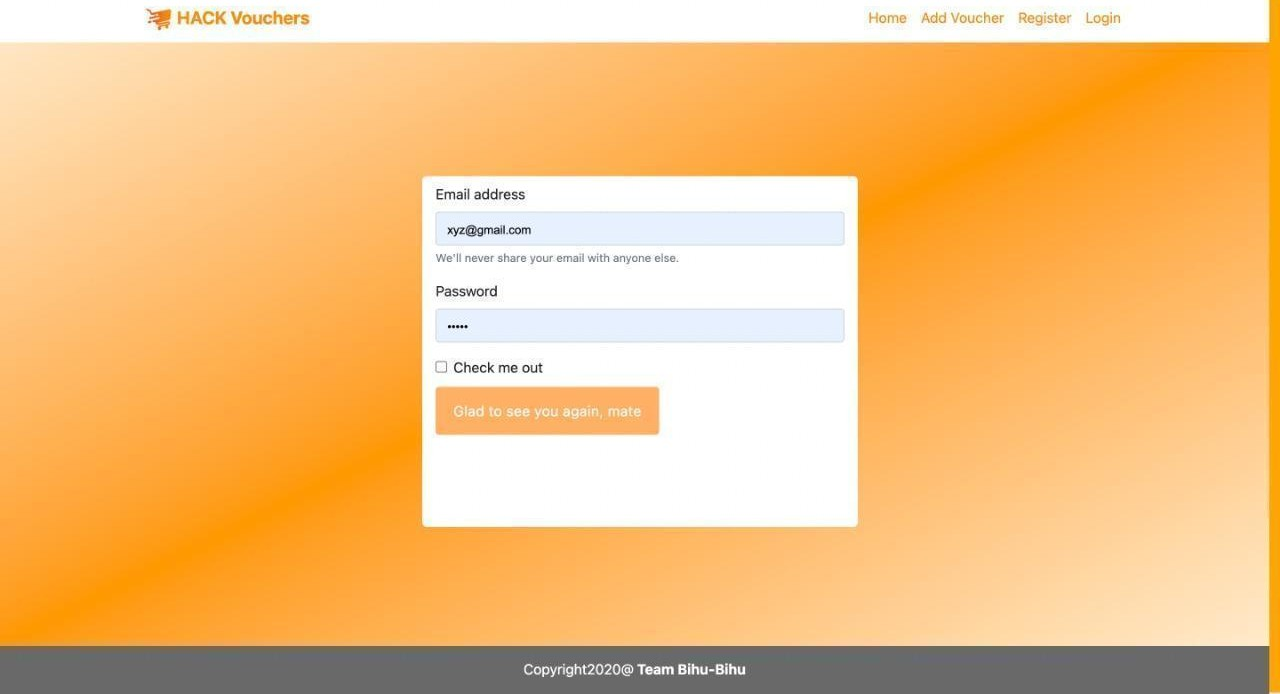 HACK Vouchers
Home Add Voucher Register Login
Email address
xyz@gmail.com
We'll never share your email with anyone else.
Password
•••••
Check me out
Glad to see you again, mate
Copyright2020@ Team Bihu-Bihu